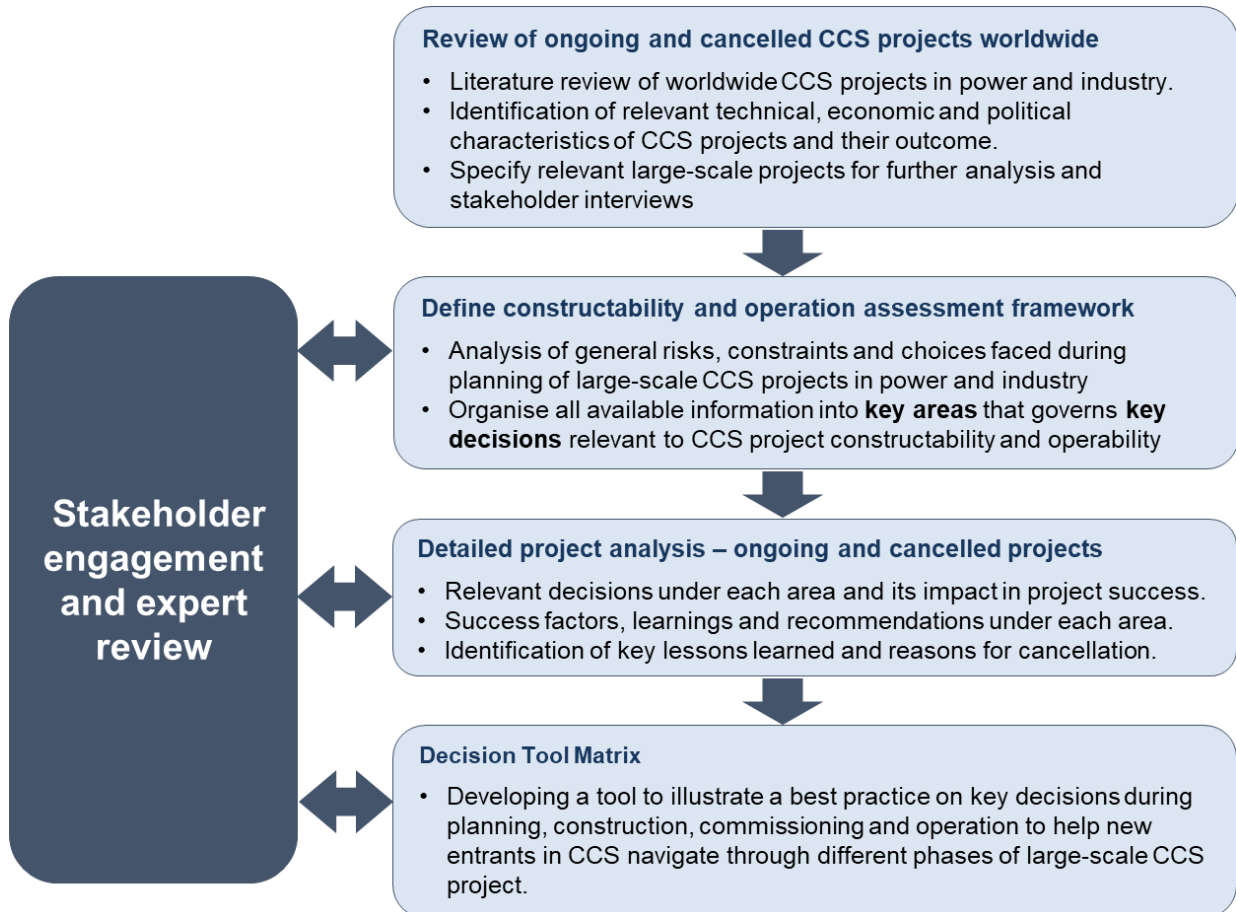 Review of ongoing and cancelled CCS projects worldwide
• Literature review of worldwide CCS projects in power and industry.
• Identification of relevant technical, economic and political
characteristics of CCS projects and their outcome.
• Specify relevant large-scale projects for further analysis and
stakeholder interviews
Stakeholder
engagement
and expert
review
Define constructability and operation assessment framework
• Analysis of general risks, constraints and choices faced during
planning of large-scale CCS projects in power and industry
• Organise all available information into key areas that governs key
decisions relevant to CCS project constructability and operability
Detailed project analysis – ongoing and cancelled projects
• Relevant decisions under each area and its impact in project success.
• Success factors, learnings and recommendations under each area.
• Identification of key lessons learned and reasons for cancellation.
Decision Tool Matrix
• Developing a tool to illustrate a best practice on key decisions during
planning, construction, commissioning and operation to help new
entrants in CCS navigate through different phases of large-scale CCS
project.